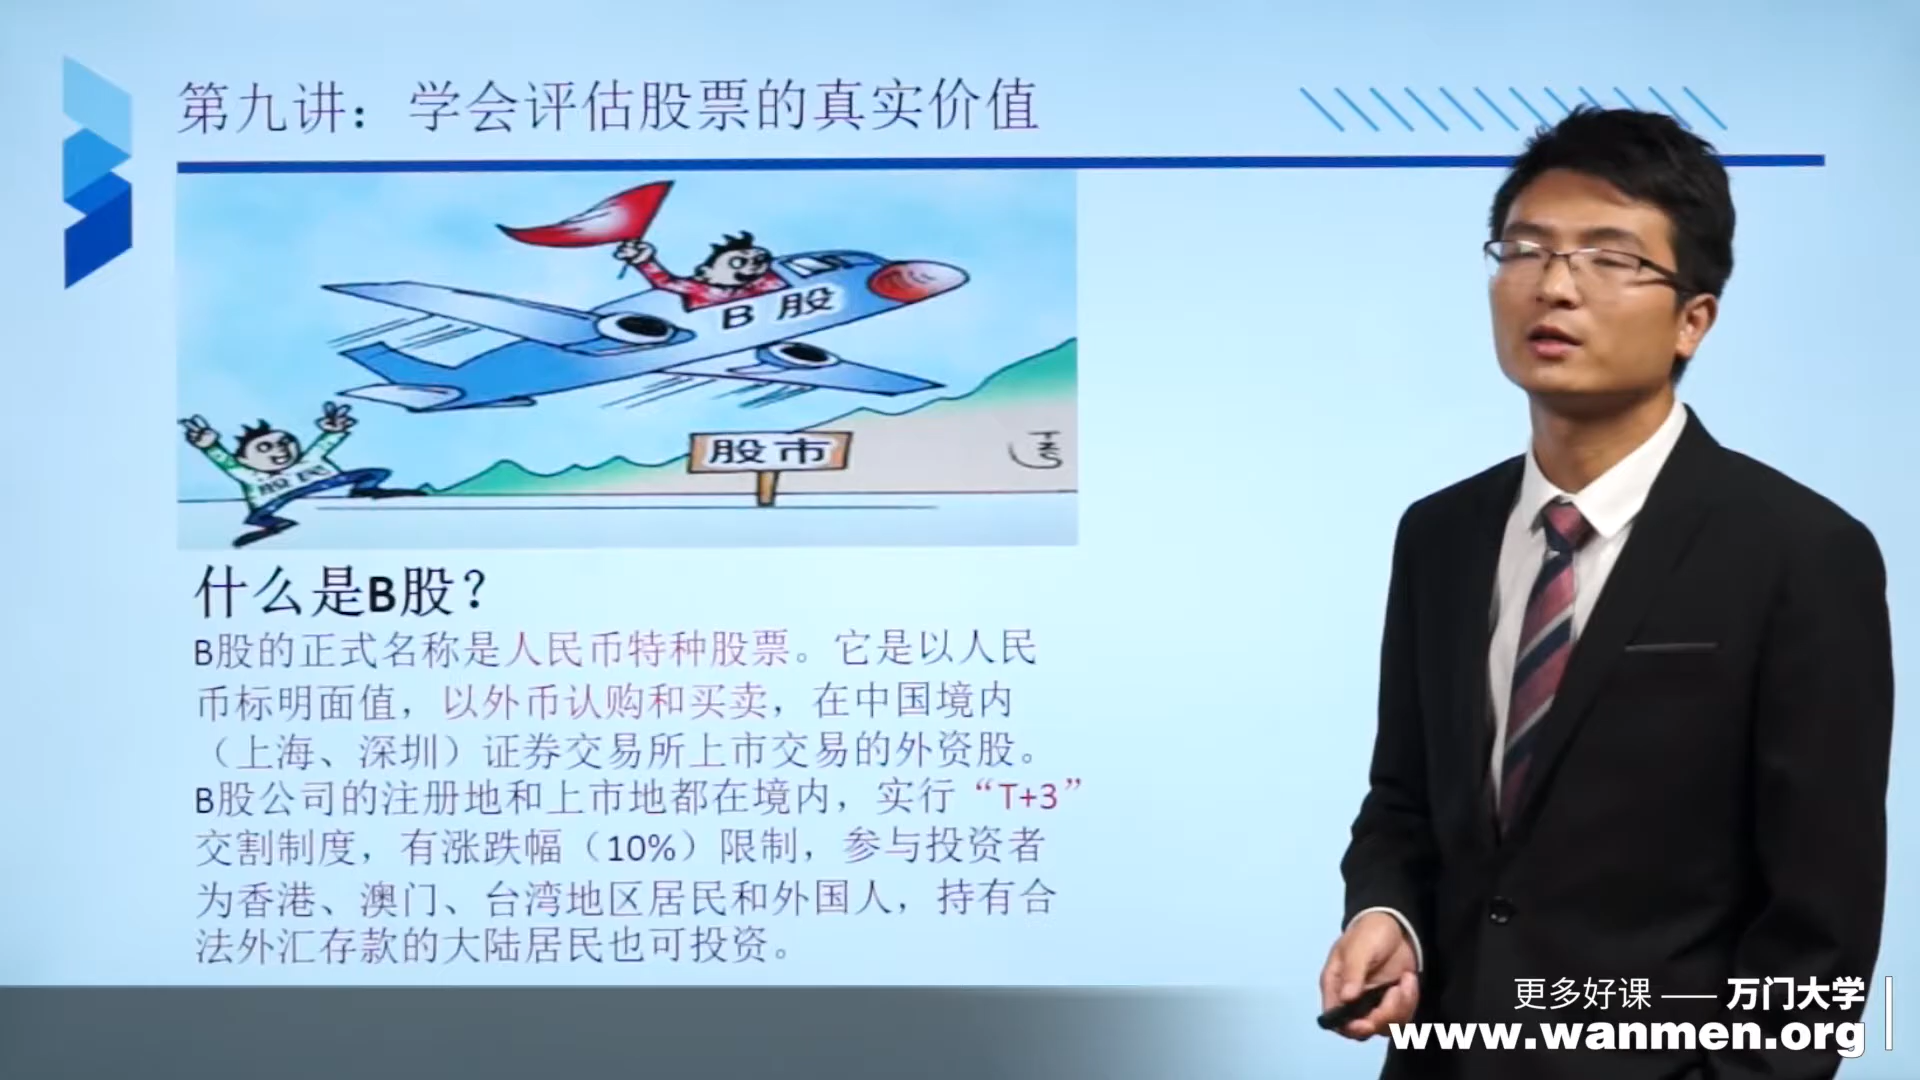 第九讲：学会评估股票的真实价值
B 股
股民
股市
什么是B股？
B股的正式名称是人民币特种股票。它是以人民
币标明面值，以外币认购和买卖，在中国境内
（上海、深圳）证券交易所上市交易的外资股。
B股公司的注册地和上市地都在境内，实行“T+3”
交割制度，有涨跌幅（10%）限制，参与投资者
为香港、澳门、台湾地区居民和外国人，持有合
法外汇存款的大陆居民也可投资。
更多好课 —— 万门大学
www.wanmen.org